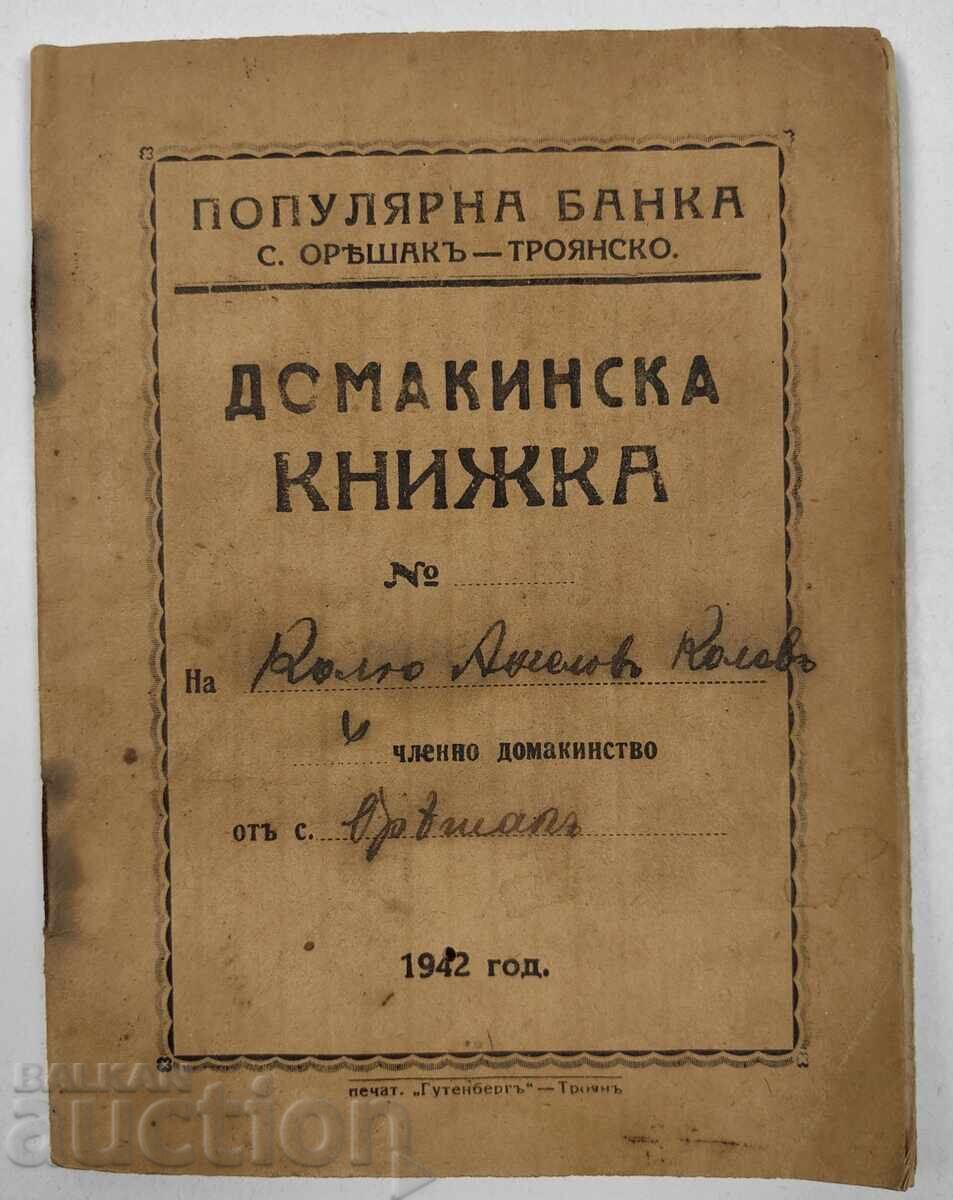 ПОПУЛЯРНА БАНКА
С. ОРѢШАКЪ — ТРОЯНСКО.
ДОМАКИНСКА
КНИЖКА
№
На Колю Ангеловъ Колевъ
членно домакинство
отъ с. Орѣшакъ
1942 год.
печат. „Гутенбергъ“ — Троянъ
BALKAN
auction